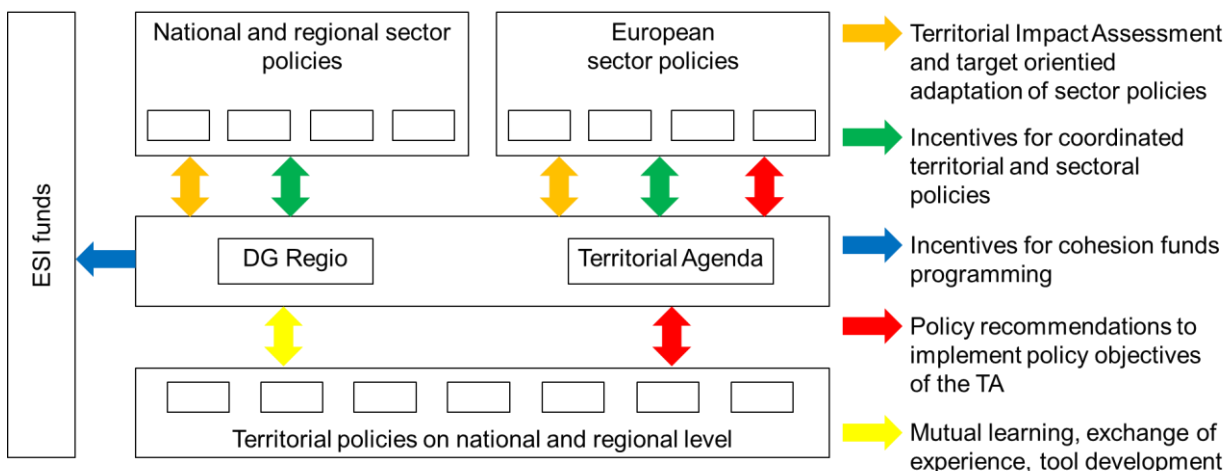 ESI funds
National and regional sector
policies
European
sector policies
DG Regio
Territorial Agenda
Territorial policies on national and regional level
Territorial Impact Assessment
and target orientied
adaptation of sector policies
Incentives for coordinated
territorial and sectoral
policies
Incentives for cohesion funds
programming
Policy recommendations to
implement policy objectives
of the TA
Mutual learning, exchange of
experience, tool development